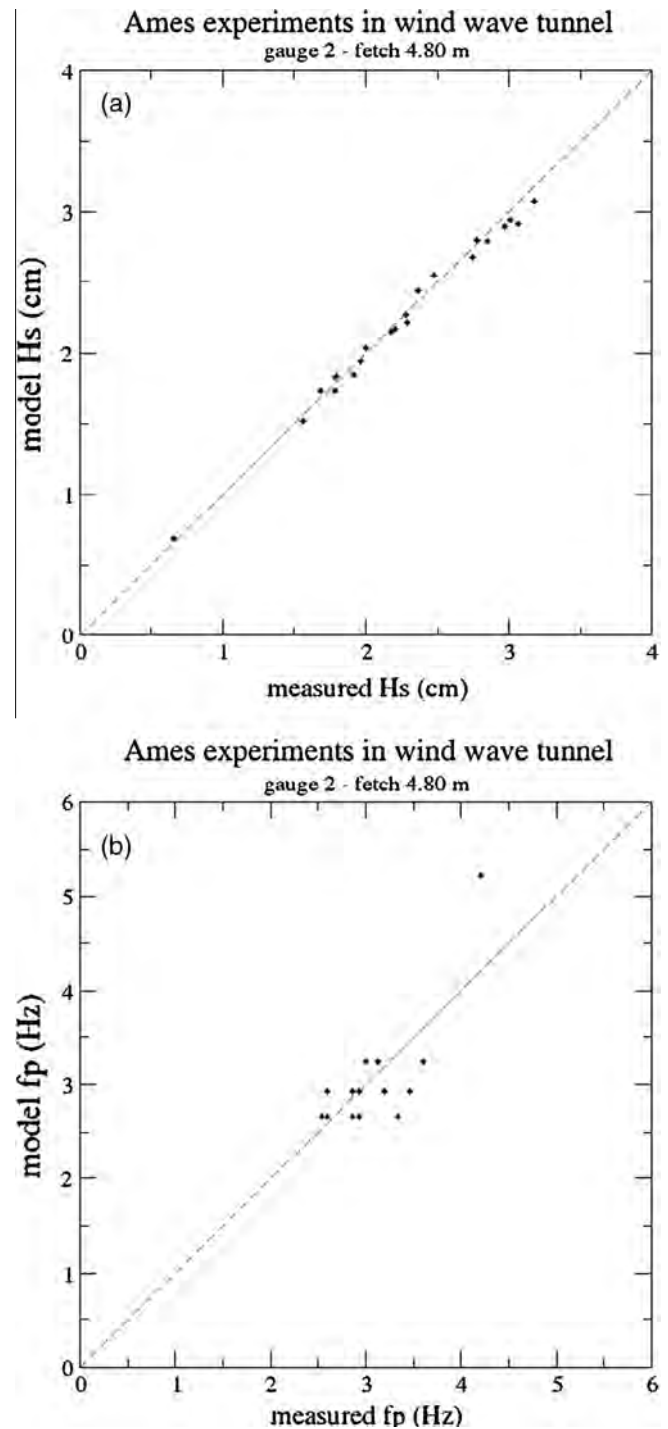 Ames experiments in wind wave tunnel
gauge 2 - fetch 4.80 m
(a)
4
3
2
1
0
model Hs (cm)
0 1 2 3 4
measured Hs (cm)
Ames experiments in wind wave tunnel
gauge 2 - fetch 4.80 m
(b)
6
5
4
3
2
1
0
model fp (Hz)
0 1 2 3 4 5 6
measured fp (Hz)